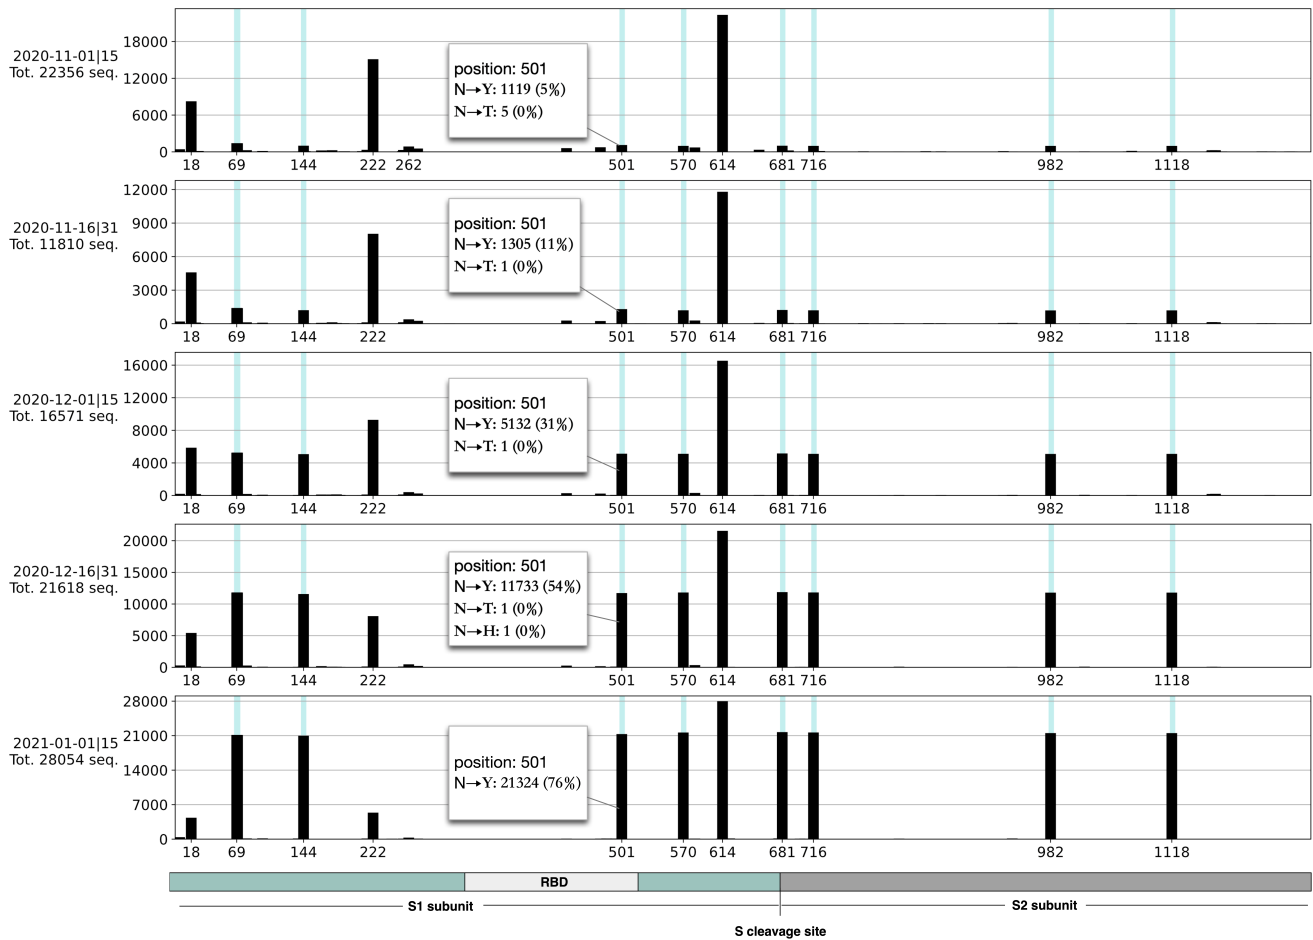 2020-11-01|15
Tot. 22356 seq.
18000
12000
6000
0
position: 501
N→Y: 1119 (5%)
N→T: 5 (0%)
18 69 144 222 262 501 570 614 681 716 982 1118
2020-11-16|31
Tot. 11810 seq.
12000
9000
6000
3000
0
position: 501
N→Y: 1305 (11%)
N→T: 1 (0%)
18 69 144 222 501 570 614 681 716 982 1118
2020-12-01|15
Tot. 16571 seq.
16000
12000
8000
4000
0
position: 501
N→Y: 5132 (31%)
N→T: 1 (0%)
18 69 144 222 501 570 614 681 716 982 1118
2020-12-16|31
Tot. 21618 seq.
20000
15000
10000
5000
0
position: 501
N→Y: 11733 (54%)
N→T: 1 (0%)
N→H: 1 (0%)
18 69 144 222 501 570 614 681 716 982 1118
2021-01-01|15
Tot. 28054 seq.
28000
21000
14000
7000
0
position: 501
N→Y: 21324 (76%)
18 69 144 222 501 570 614 681 716 982 1118
RBD
S1 subunit S2 subunit
S cleavage site